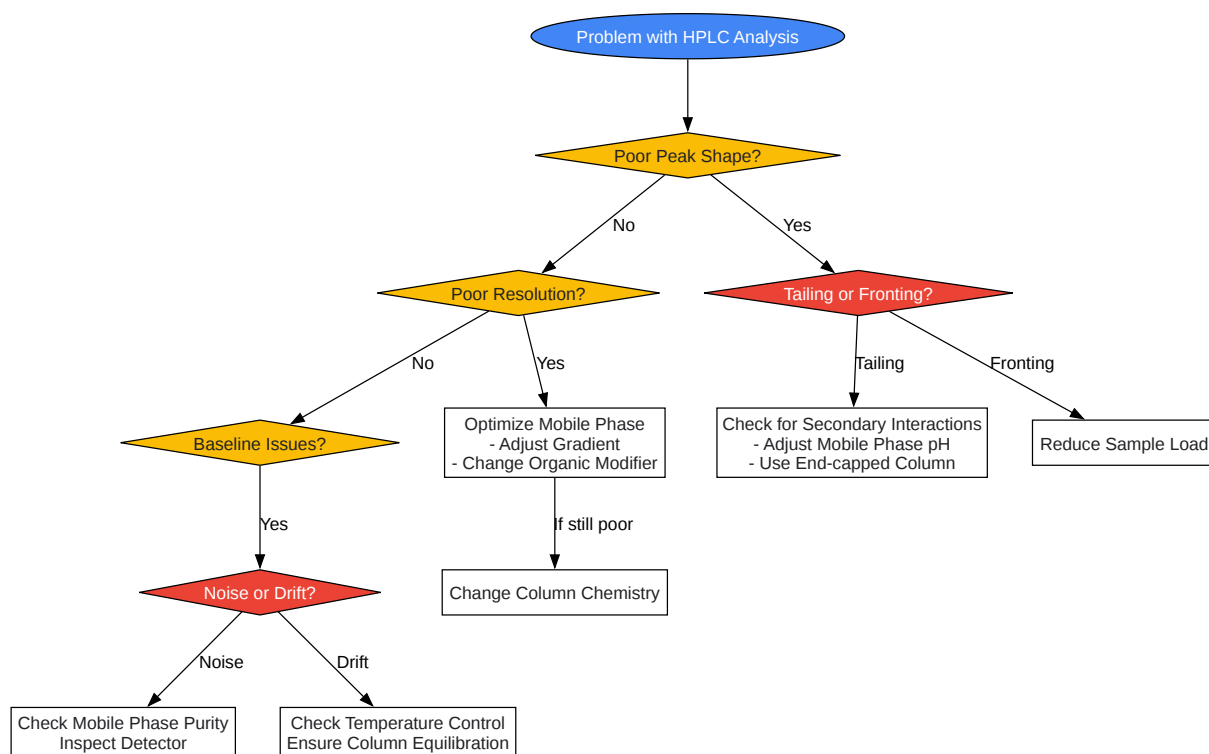 Problem with HPLC Analysis
Poor Peak Shape?
No
Yes
Poor Resolution?
Tailing or Fronting?
No
Yes
Tailing
Fronting
Baseline Issues?
Optimize Mobile Phase
- Adjust Gradient
- Change Organic Modifier
Check for Secondary Interactions
- Adjust Mobile Phase pH
- Use End-capped Column
Reduce Sample Load
Yes
If still poor
Noise or Drift?
Change Column Chemistry
Noise
Drift
Check Mobile Phase Purity
Inspect Detector
Check Temperature Control
Ensure Column Equilibration